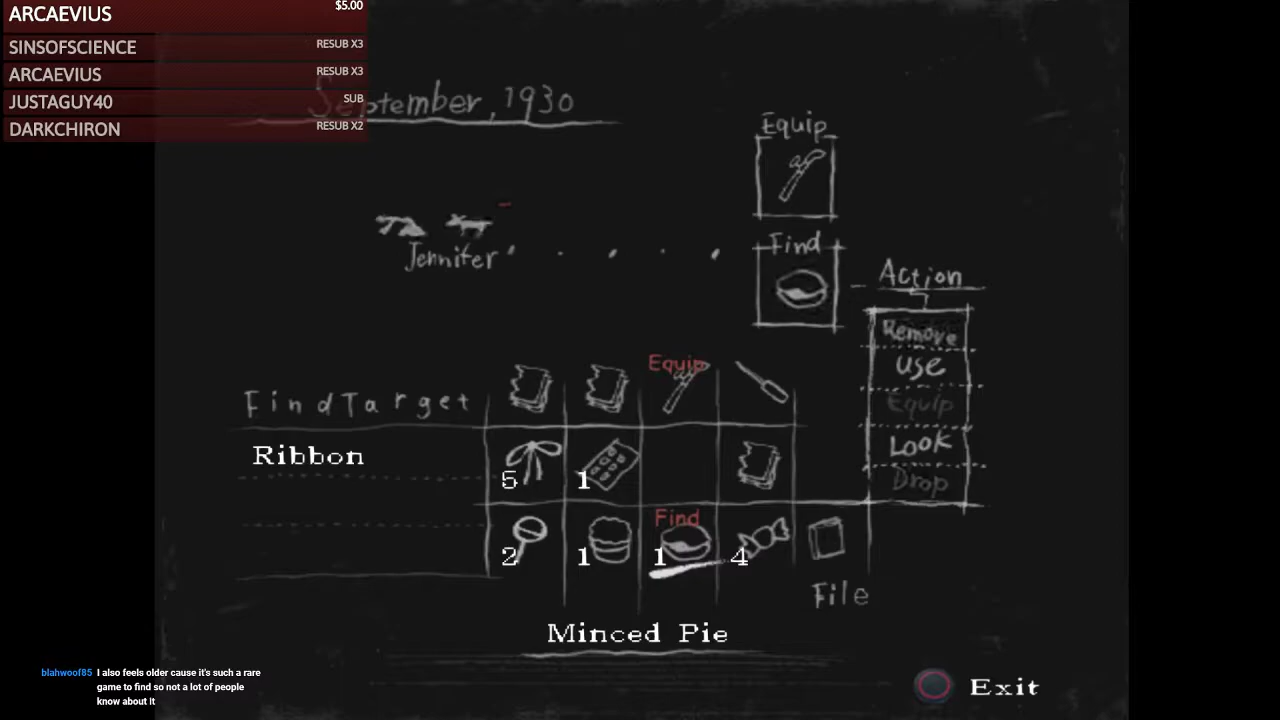 ARCAEVIUS $5.00
SINSOFSCIENCE RESUB X3
ARCAEVIUS RESUB X3
JUSTAGUY40 SUB
DARKCHIRON RESUB X2
September, 1930
Equip
Find
Jennifer
Action
Remove
Use
Equip
Look
Drop
Equip
FindTarget
Ribbon
5 1
Find
2 1 1 4
File
Minced Pie
blahwoof85 I also feels older cause it's such a rare
game to find so not a lot of people
know about it
Exit